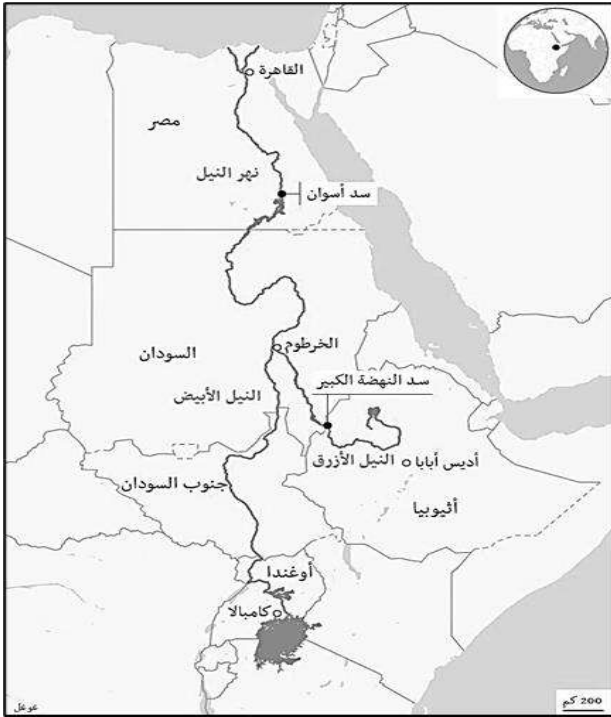 القاهرة
مصر
نهر النيل
سد أسوان
الخرطوم
السودان
سد النهضة الكبير
النيل الأبيض
النيل الأزرق
أديس أبابا
جنوب السودان
أثيوبيا
أوغندا
كامبالا
غوغل
200 كم